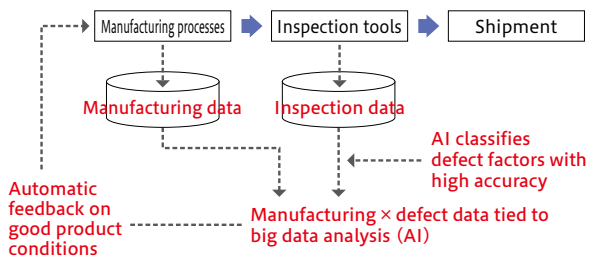 Manufacturing processes
Inspection tools
Shipment
Manufacturing data
Inspection data
AI classifies
defect factors with
high accuracy
Automatic
feedback on
good product
conditions
Manufacturing × defect data tied to
big data analysis (AI)